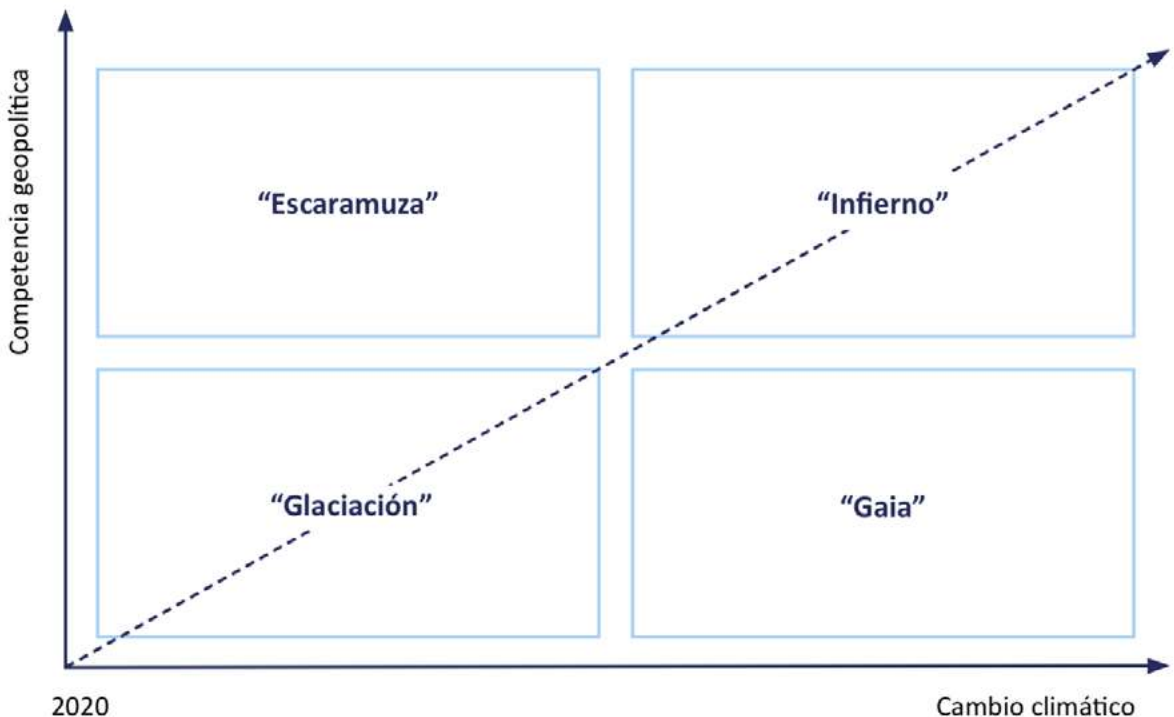 Competencia geopolítica
“Escaramuza”
“Infierno”
“Glaciación”
“Gaia”
2020
Cambio climático